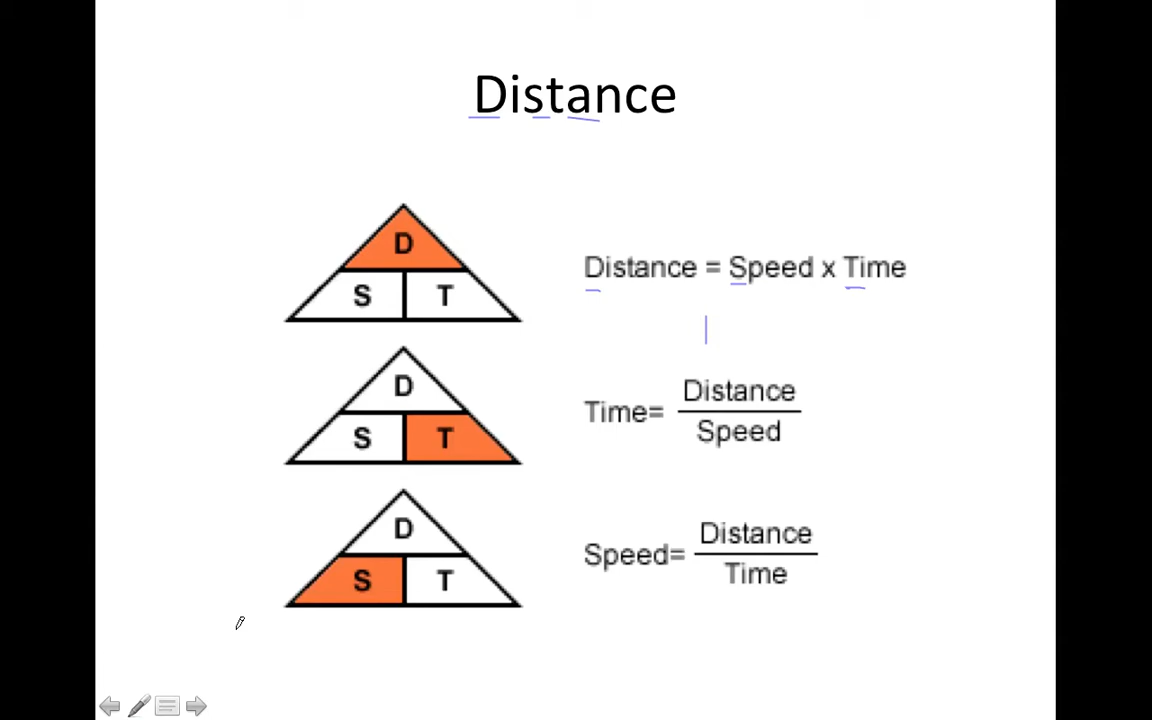 Distance
D
S T
Distance = Speed x Time
D
S T
Time= Distance
Speed
D
S T
Speed= Distance
Time